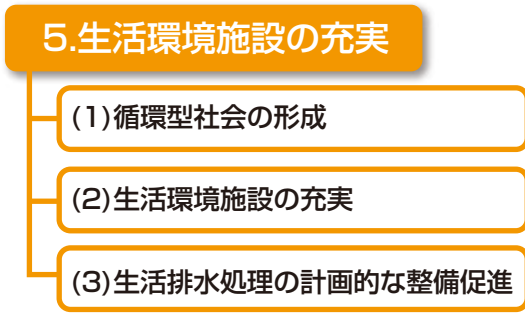 5.生活環境施設の充実
(1)循環型社会の形成
(2)生活環境施設の充実
(3)生活排水処理の計画的な整備促進